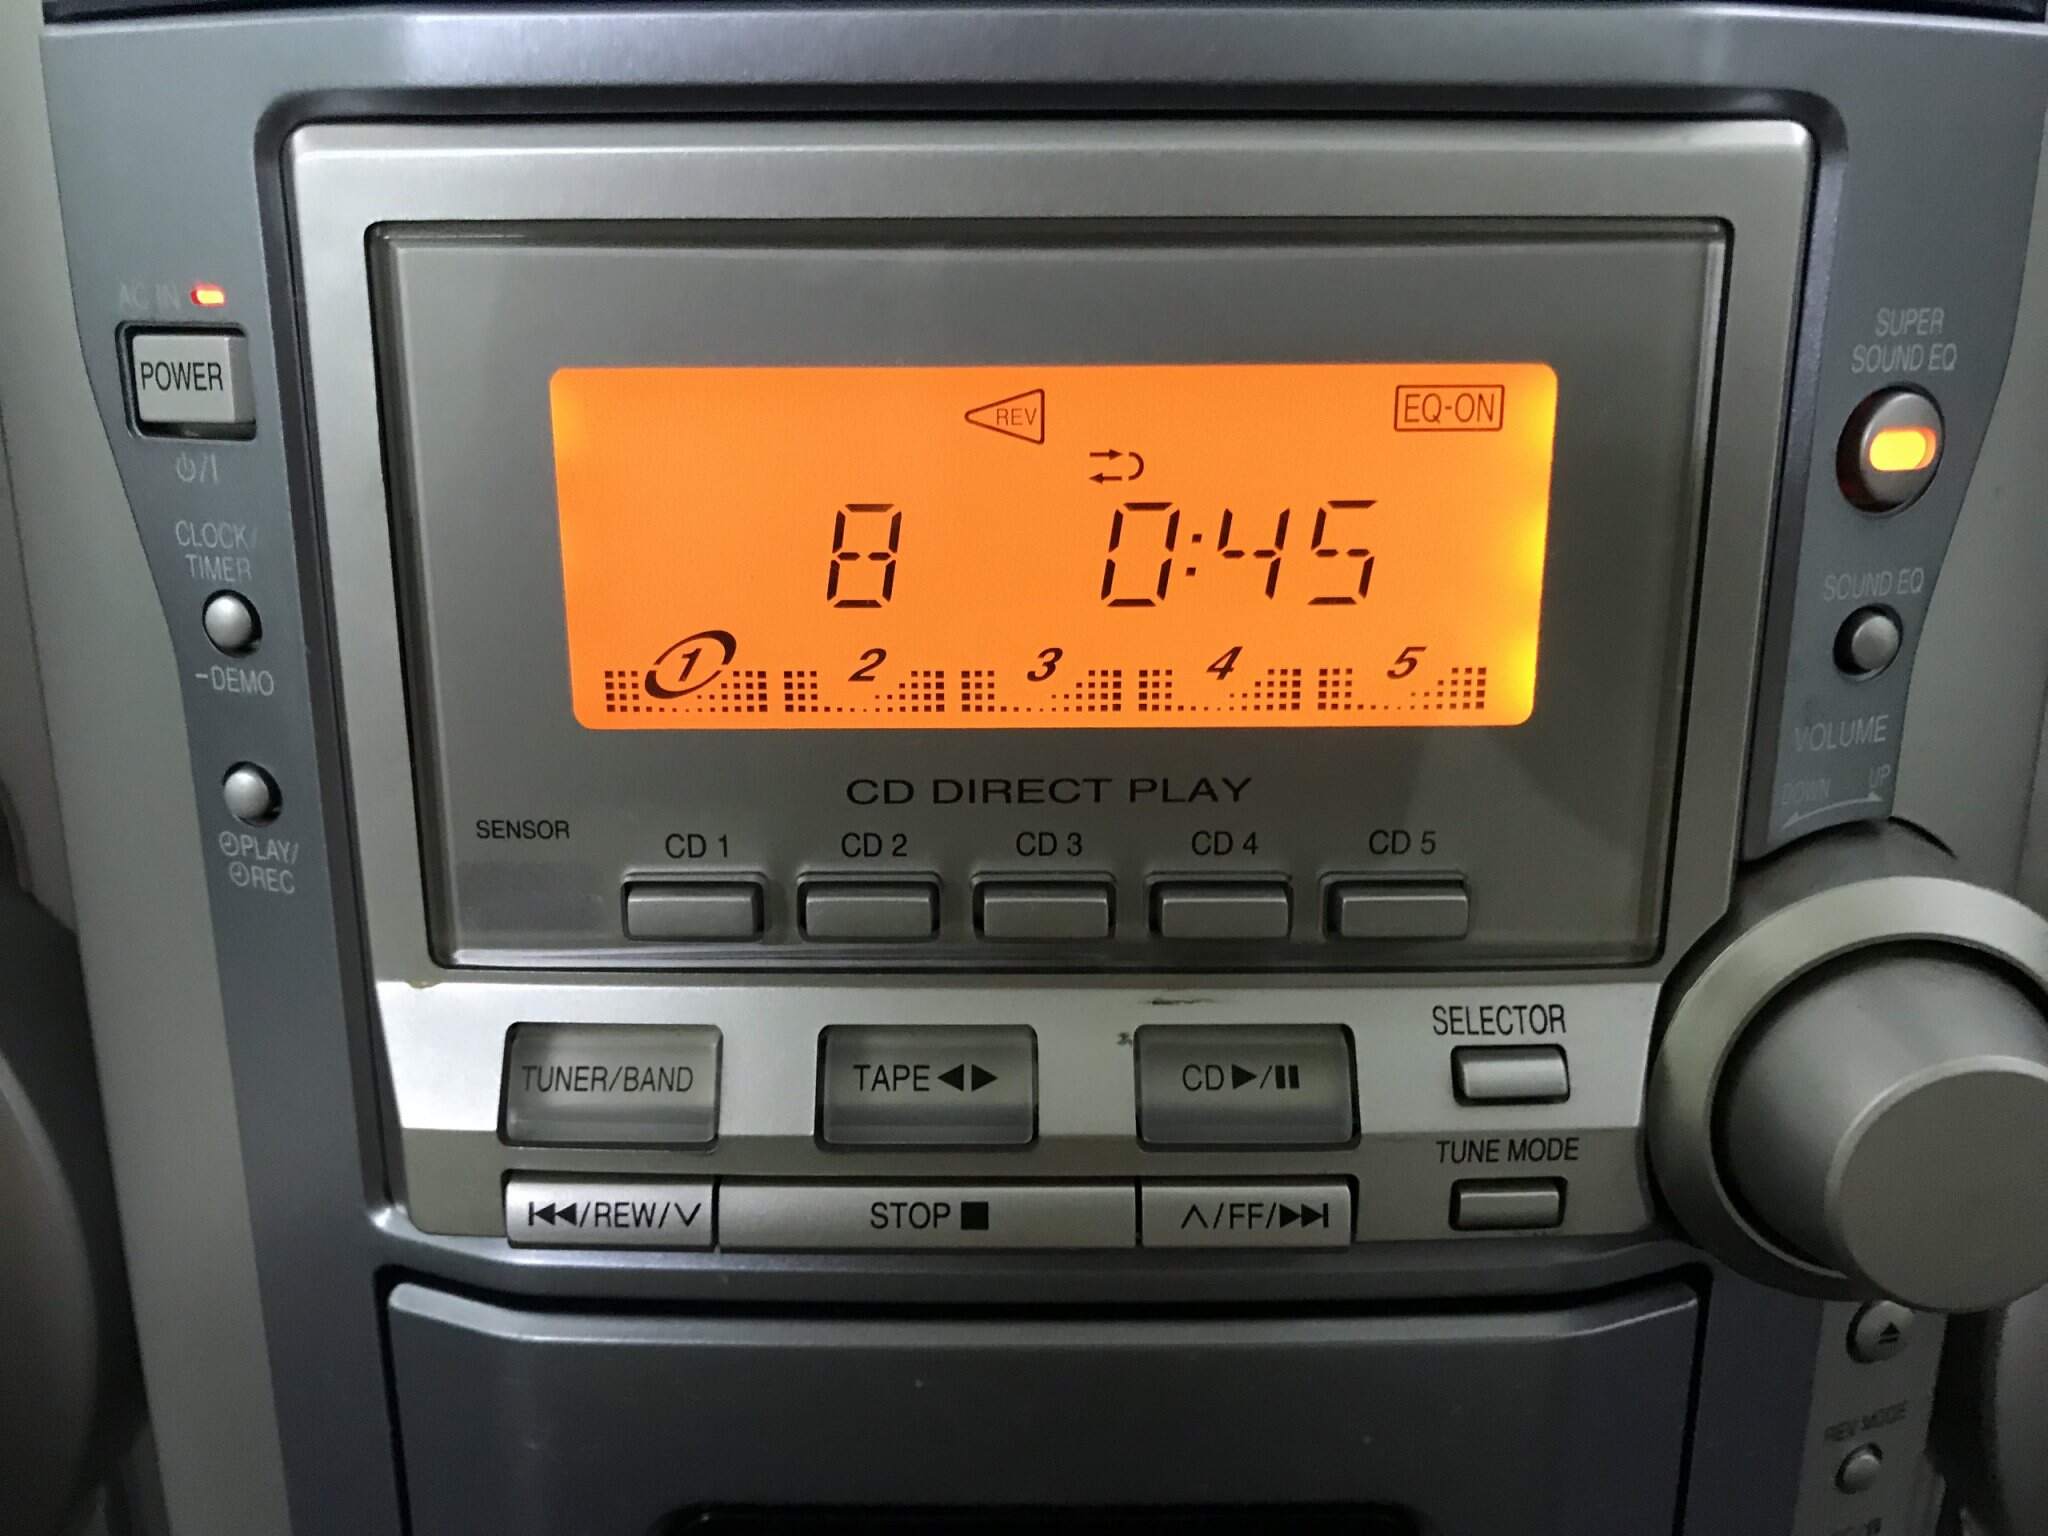 AC IN
POWER
⏻/I
CLOCK/
TIMER
−DEMO
PLAY/
REC
REV
EQ-ON
8 0:45
1 2 3 4 5
CD DIRECT PLAY
SENSOR
CD 1 CD 2 CD 3 CD 4 CD 5
SUPER
SOUND EQ
SOUND EQ
VOLUME
DOWN UP
SELECTOR
TUNER/BAND
TAPE ◀ ▶
CD ▶/❚❚
TUNE MODE
⏮/REW/∨
STOP ■
∧/FF/⏭
REV MODE